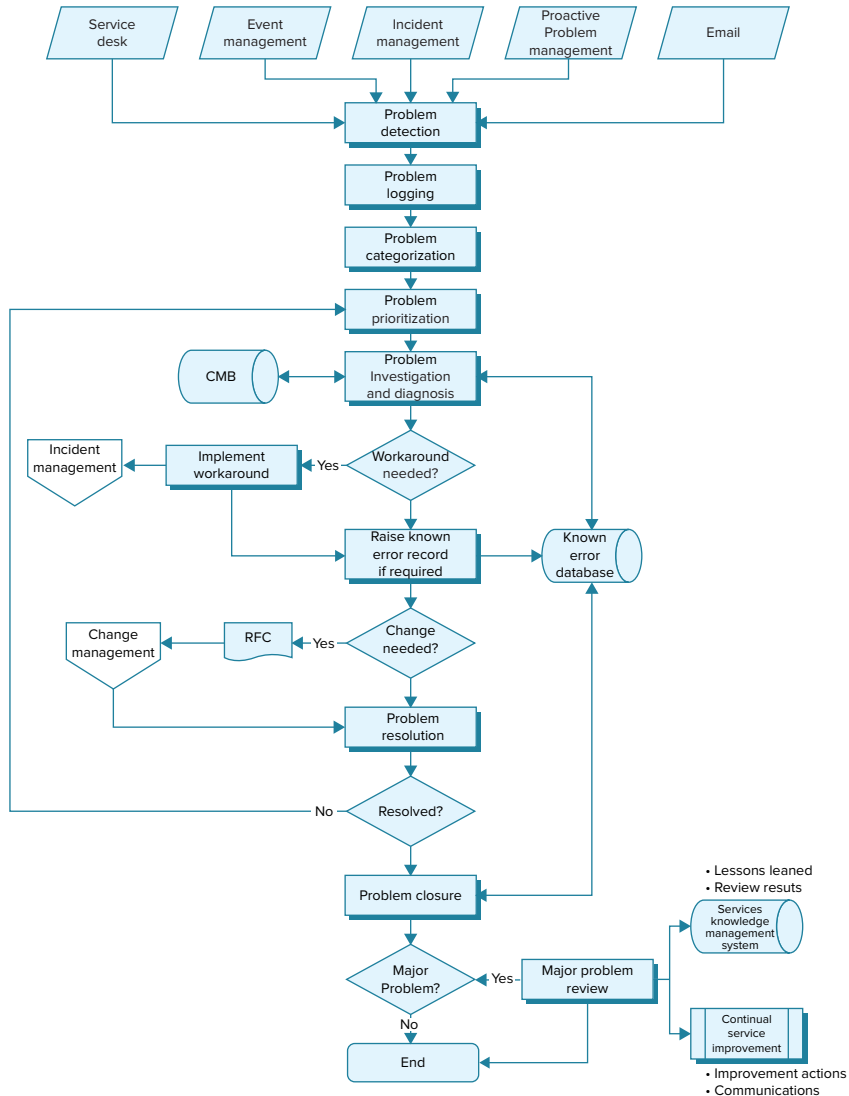 Service
desk
Event
management
Incident
management
Proactive
Problem
management
Email
Problem
detection
Problem
logging
Problem
categorization
Problem
prioritization
CMB
Problem
Investigation
and diagnosis
Incident
management
Implement
workaround
Yes
Workaround
needed?
Raise known
error record
if required
Known
error
database
Change
management
RFC
Yes
Change
needed?
Problem
resolution
No
Resolved?
Problem closure
• Lessons leaned
• Review resuts
Services
knowledge
management
system
Major
Problem?
Yes
Major problem
review
No
End
Continual
service
improvement
• Improvement actions
• Communications